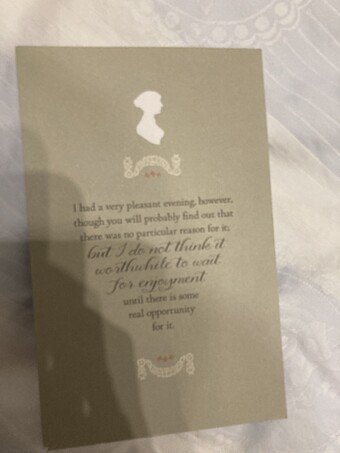 I had a very pleasant evening, however,
though you will probably find out that
there was no particular reason for it;
but I do not think it
worthwhile to wait
for enjoyment
until there is some
real opportunity
for it.